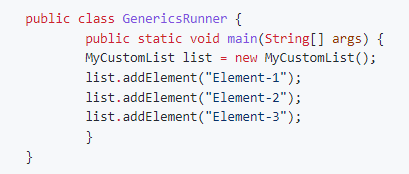 public class GenericsRunner {
public static void main(String[] args) {
MyCustomList list = new MyCustomList();
list.addElement("Element-1");
list.addElement("Element-2");
list.addElement("Element-3");
}
}